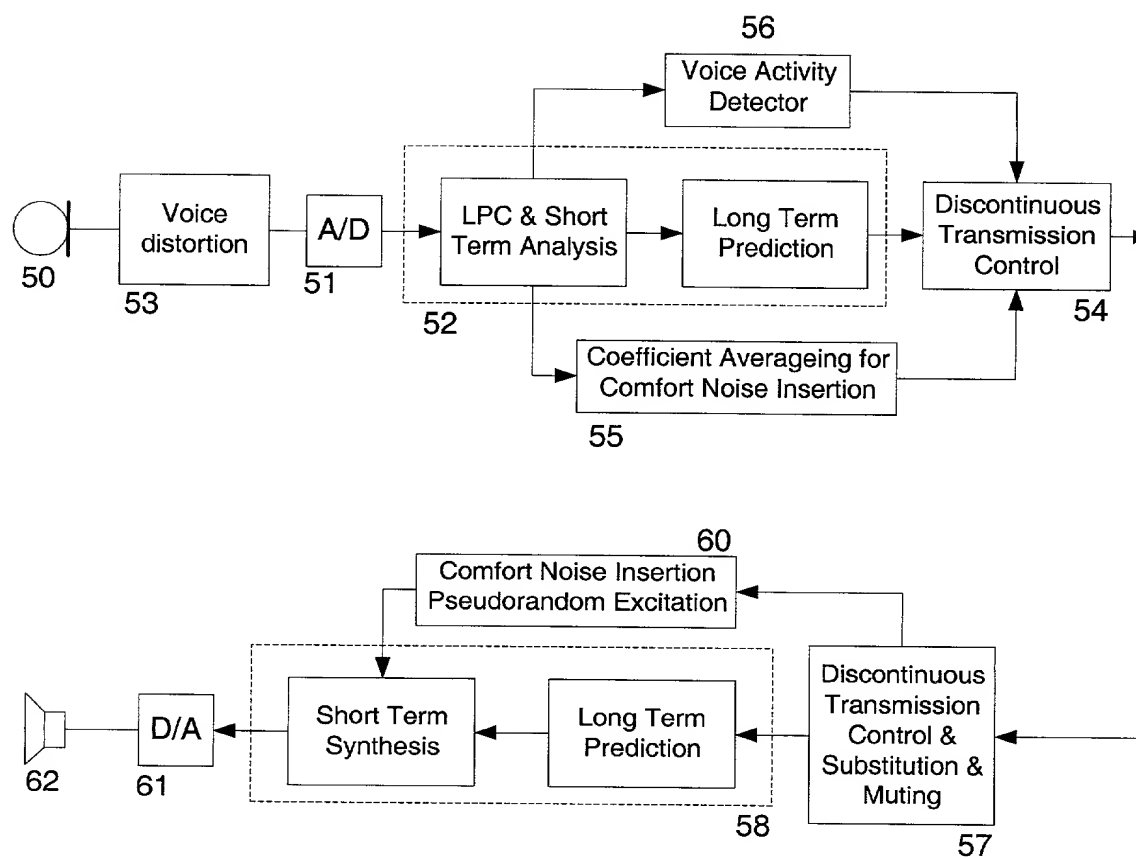 56
Voice Activity
Detector
Voice
distortion
A/D
LPC & Short
Term Analysis
Long Term
Prediction
Discontinuous
Transmission
Control
50
53
51
52
54
Coefficient Averageing for
Comfort Noise Insertion
55
60
Comfort Noise Insertion
Pseudorandom Excitation
D/A
Short Term
Synthesis
Long Term
Prediction
Discontinuous
Transmission
Control &
Substitution &
Muting
62
61
58
57